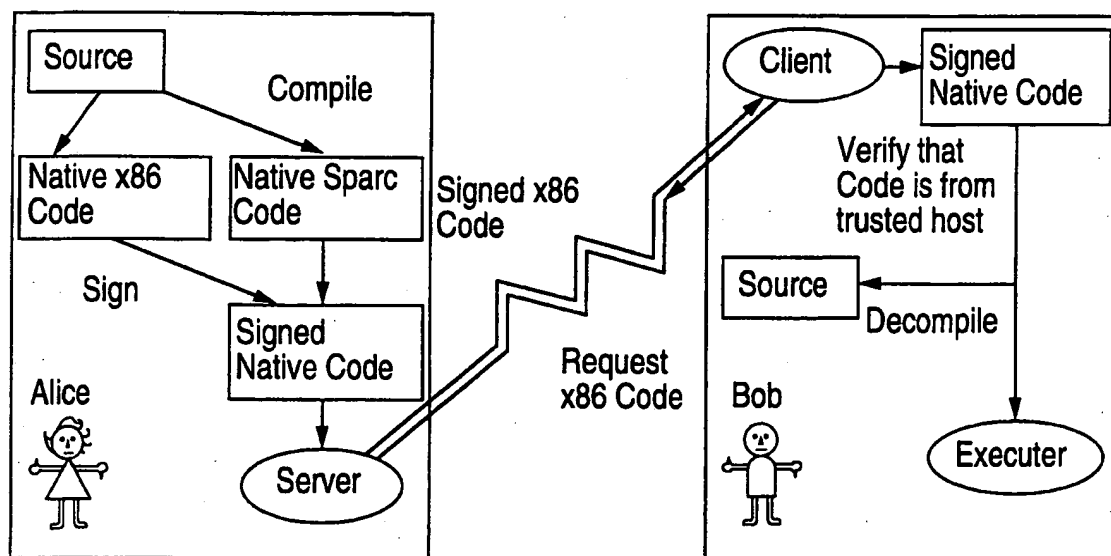 Source
Compile
Native x86
Code
Native Sparc
Code
Sign
Signed
Native Code
Alice
Server
Signed x86
Code
Request
x86 Code
Client
Signed
Native Code
Verify that
Code is from
trusted host
Source
Decompile
Bob
Executer